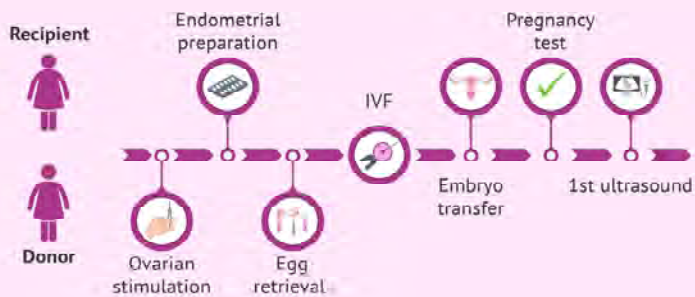 Recipient
Endometrial
preparation
Pregnancy
test
IVF
Embryo
transfer
1st ultrasound
Donor
Ovarian
stimulation
Egg
retrieval